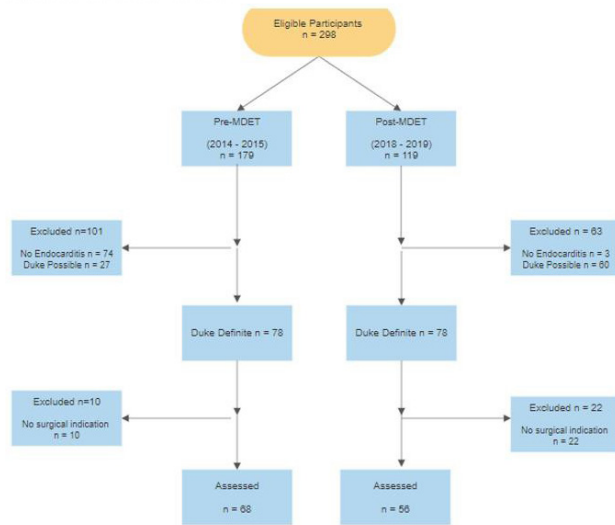 Eligible Participants
n = 298
Pre-MDET
(2014 - 2015)
n = 179
Post-MDET
(2018 - 2019)
n = 119
Excluded n=101
No Endocarditis n = 74
Duke Possible n = 27
Excluded n = 63
No Endocarditis n = 3
Duke Possible n = 60
Duke Definite n = 78
Duke Definite n = 78
Excluded n=10
No surgical indication
n = 10
Excluded n = 22
No surgical indication
n = 22
Assessed
n = 68
Assessed
n = 56